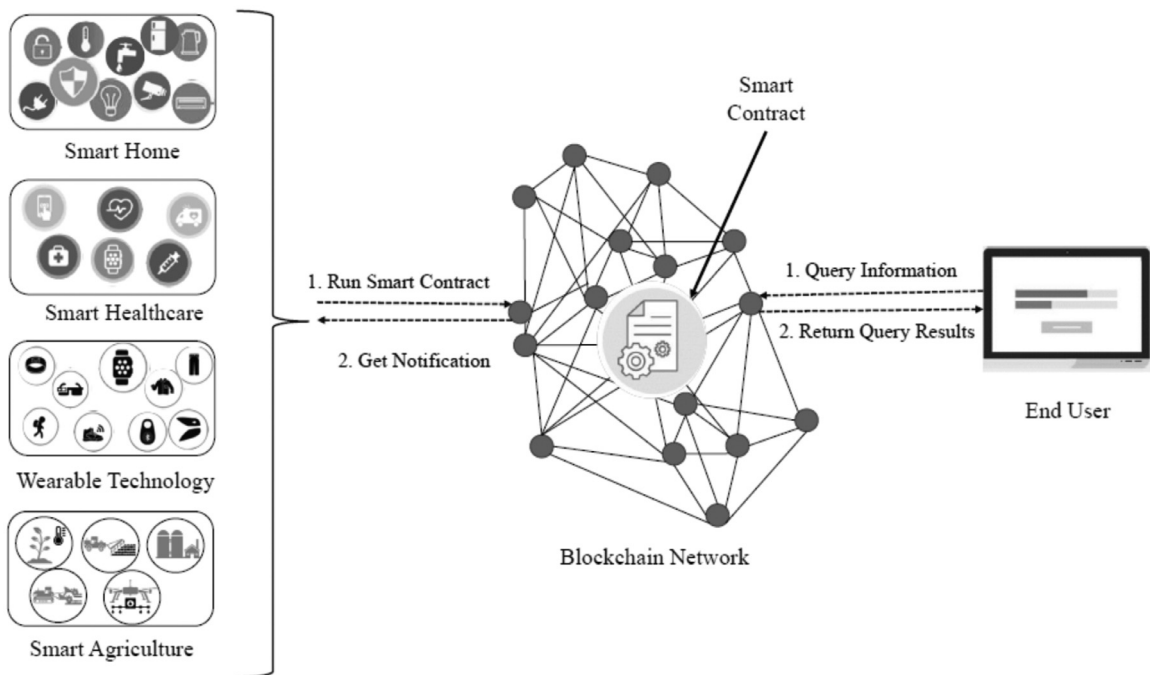 Smart Home
Smart Healthcare
Wearable Technology
Smart Agriculture
1. Run Smart Contract
2. Get Notification
Smart
Contract
Blockchain Network
1. Query Information
2. Return Query Results
End User